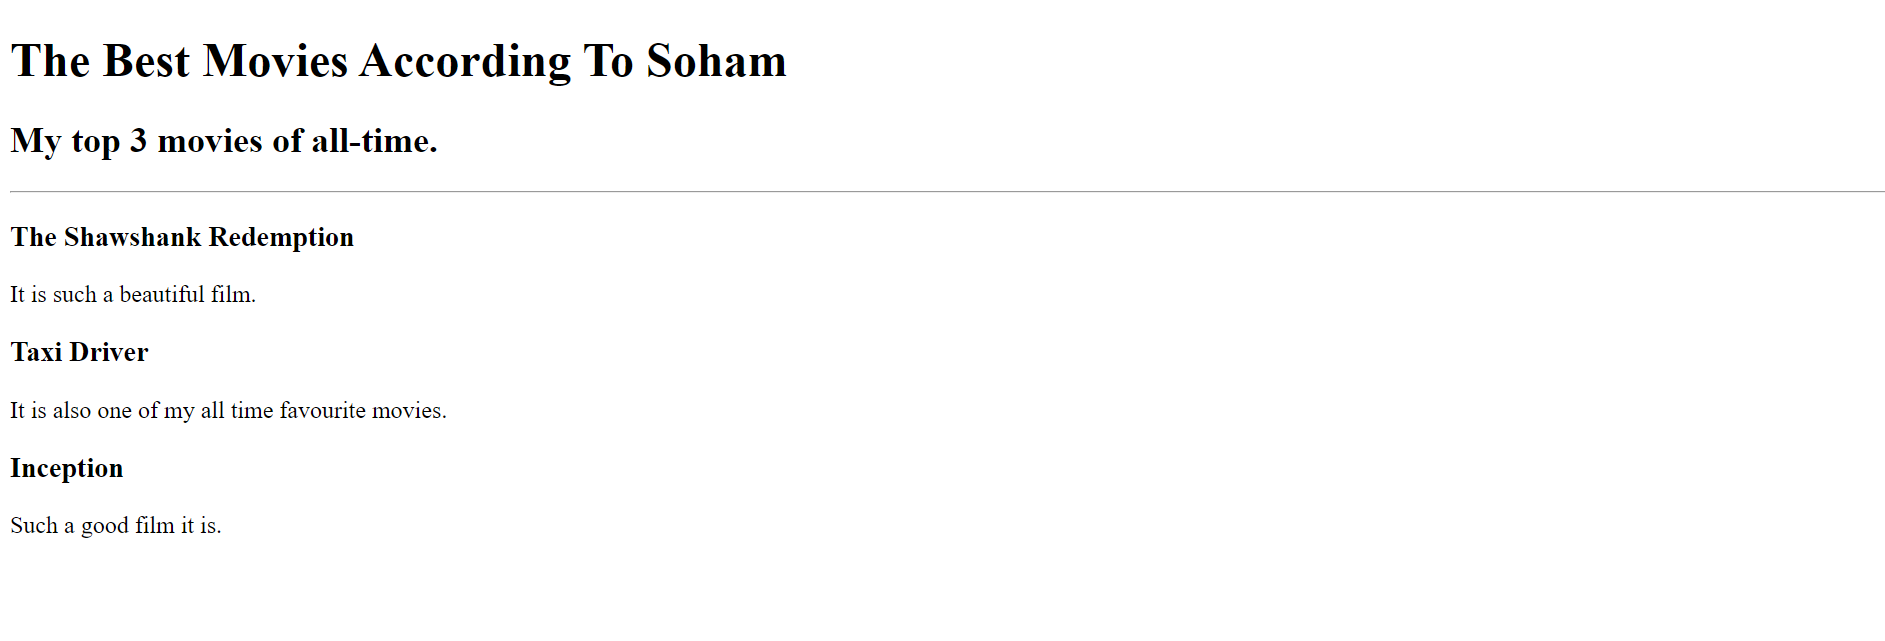 The Best Movies According To Soham
My top 3 movies of all-time.
The Shawshank Redemption
It is such a beautiful film.
Taxi Driver
It is also one of my all time favourite movies.
Inception
Such a good film it is.